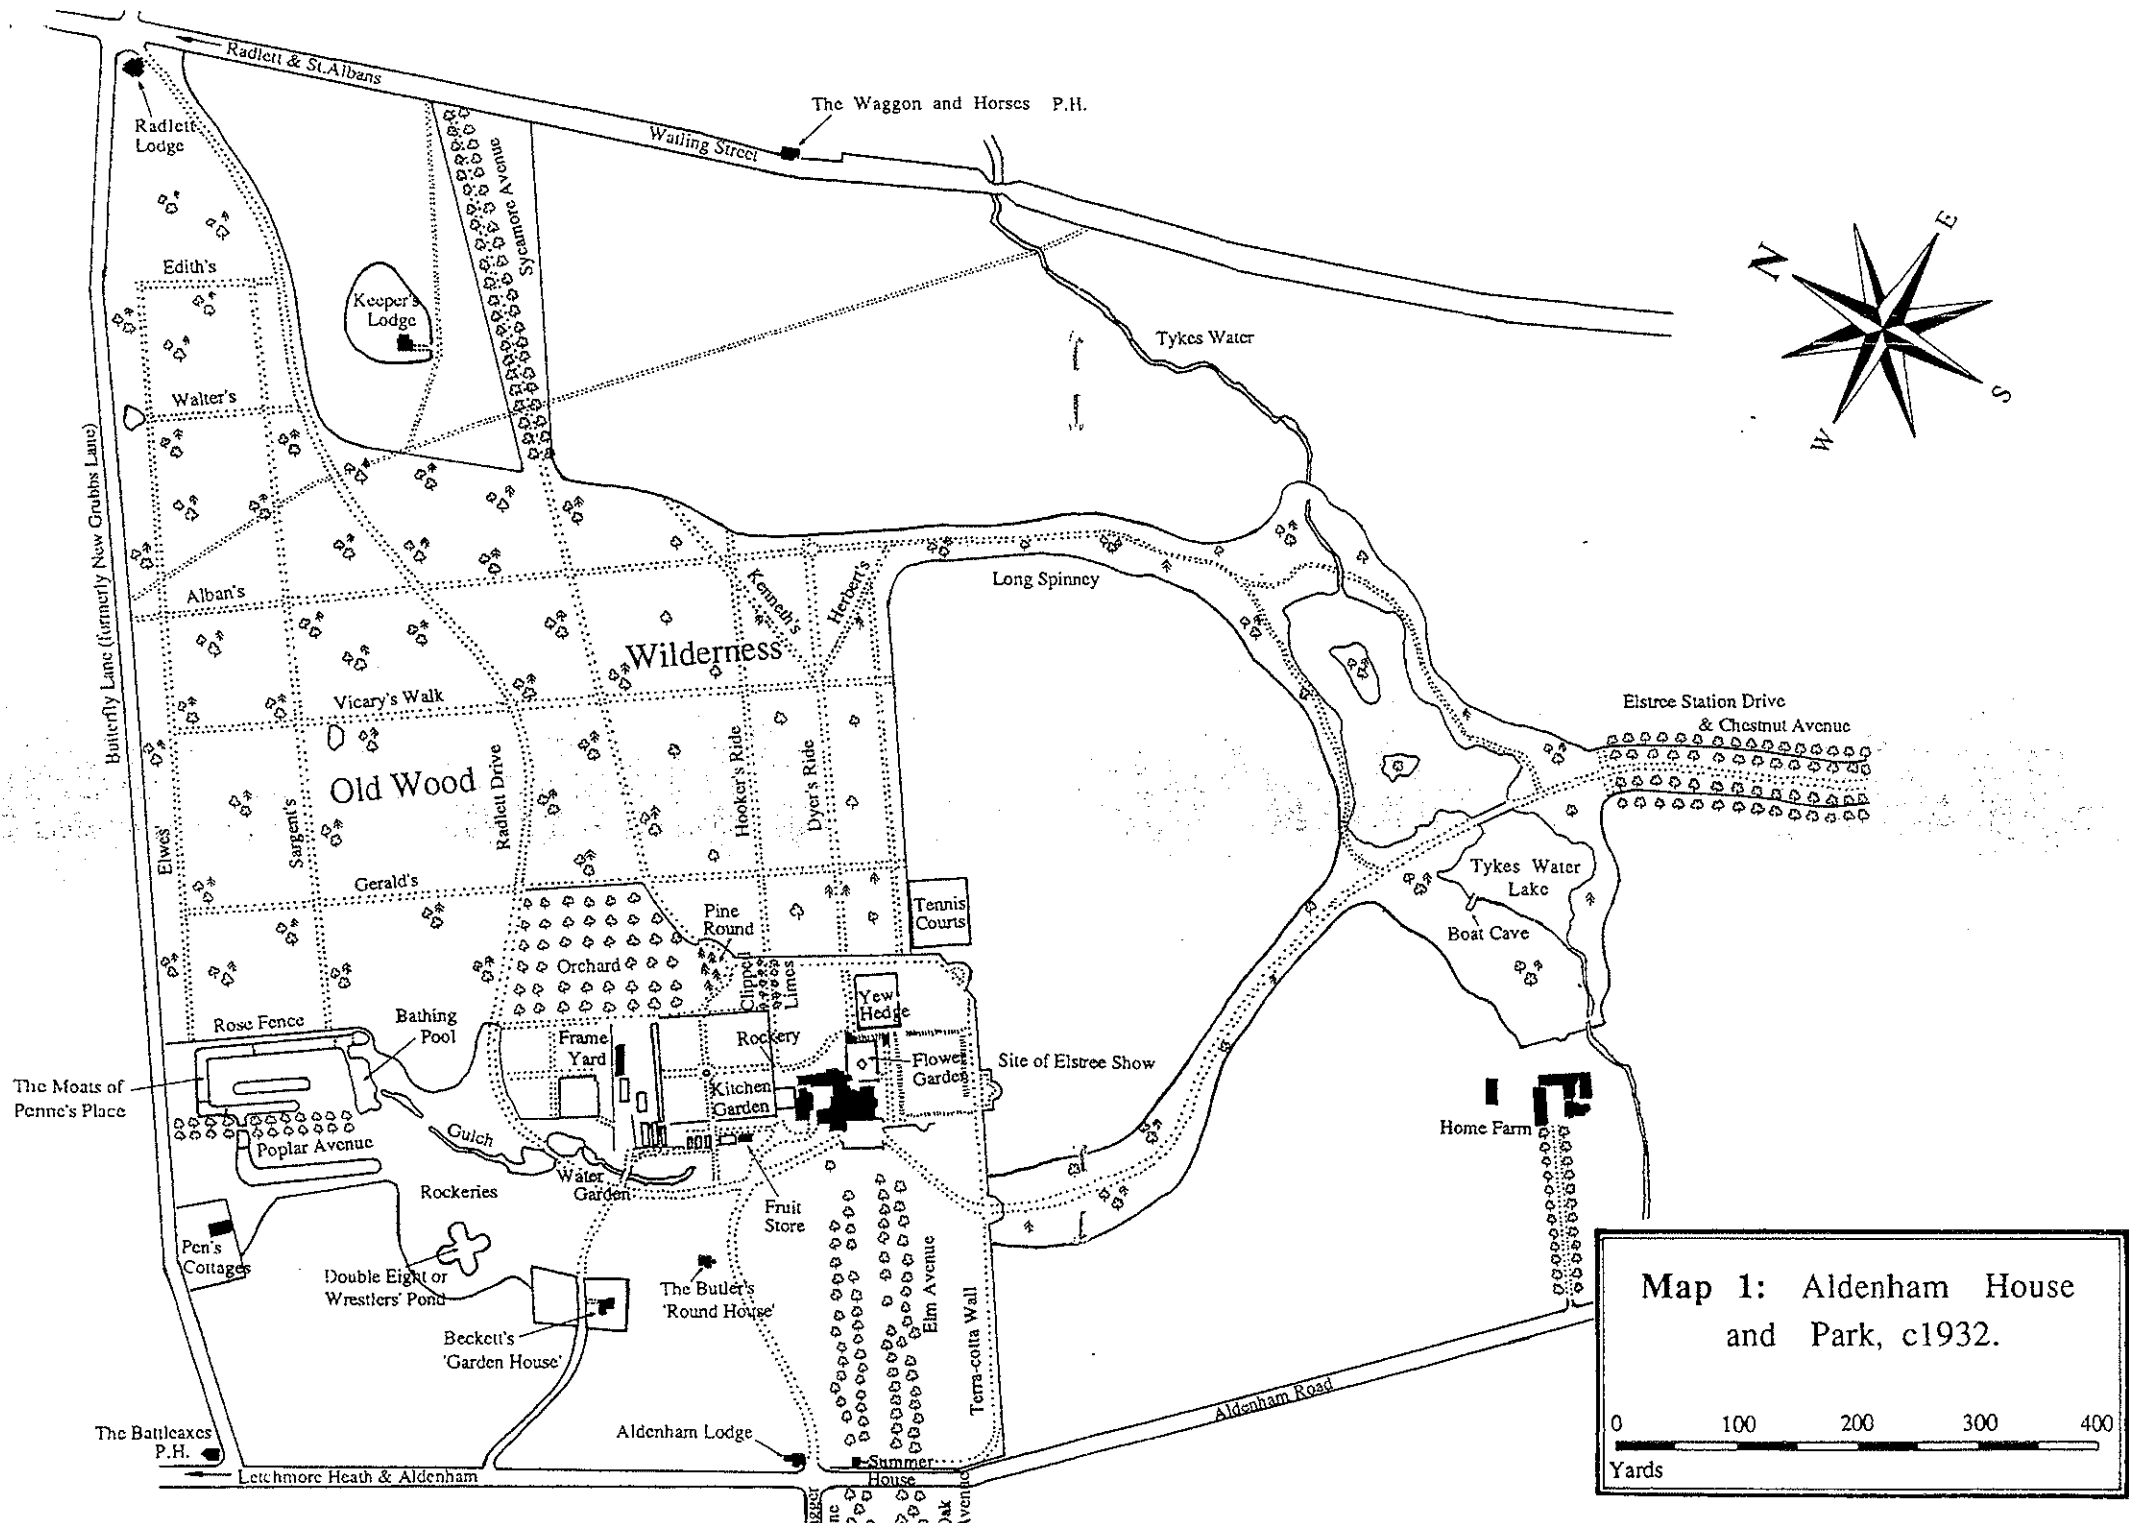 Radlett & St.Albans
The Waggon and Horses P.H.
Radlett
Lodge
Watling Street
Sycamore Avenue
N
E
S
W
Edith's
Keeper's
Lodge
Tykes Water
Walter's
Butterfly Lane (formerly New Grubbs Lane)
Alban's
Kenneth's
Herbert's
Long Spinney
Wilderness
Vicary's Walk
Elstree Station Drive
& Chestnut Avenue
Old Wood
Radlett Drive
Hooker's Ride
Dyer's Ride
Elwes'
Sargent's
Gerald's
Tykes Water
Lake
Boat Cave
Pine
Round
Tennis
Courts
Orchard
Clipped
Limes
Yew
Hedge
Rose Fence
Bathing
Pool
Frame
Yard
Rockery
Flower
Garden
Site of Elstree Show
The Moats of
Penne's Place
Kitchen
Garden
Home Farm
Poplar Avenue
Gulch
Water
Garden
Rockeries
Fruit
Store
Pen's
Cottages
Double Eight or
Wrestlers' Pond
The Butler's
'Round House'
Elm Avenue
Terra-cotta Wall
Beckett's
'Garden House'
Aldenham Road
The Battleaxes
P.H.
Aldenham Lodge
Summer
House
Letchmore Heath & Aldenham
Oak
Avenue
Map 1: Aldenham House
and Park, c1932.
0 100 200 300 400
Yards